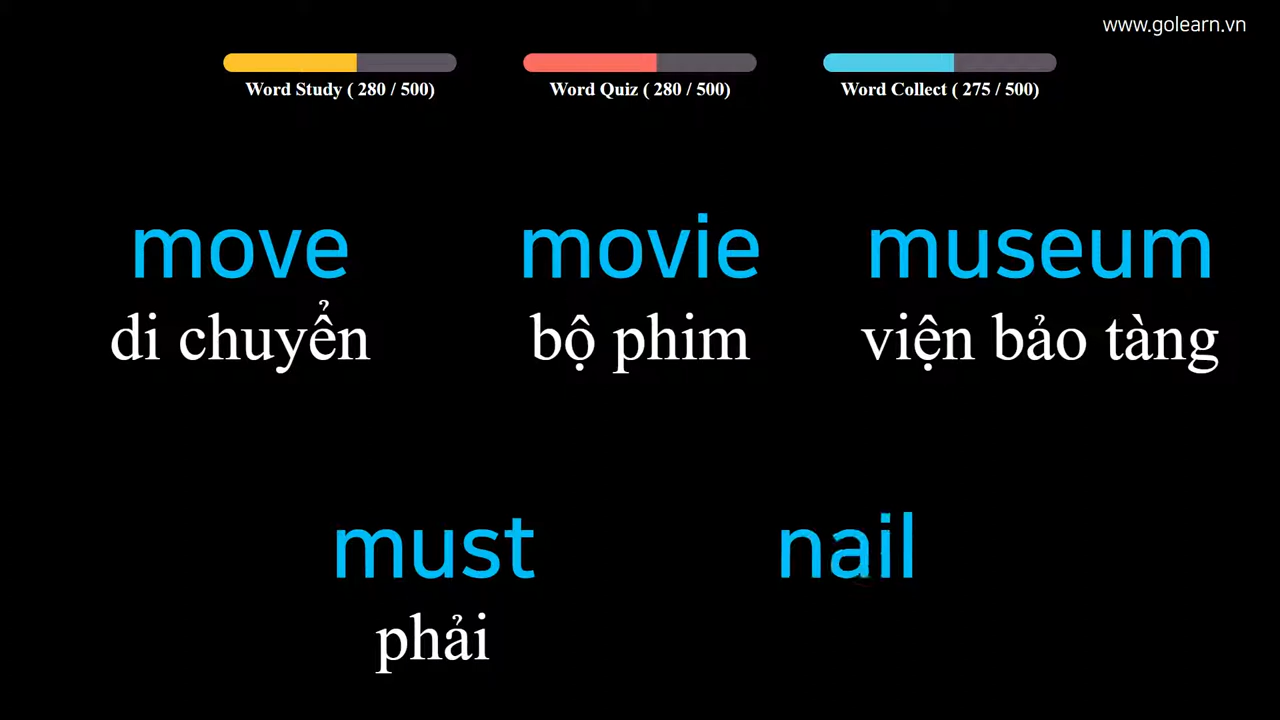 www.golearn.vn
Word Study ( 280 / 500)
Word Quiz ( 280 / 500)
Word Collect ( 275 / 500)
move
di chuyển
movie
bộ phim
museum
viện bảo tàng
must
phải
nail